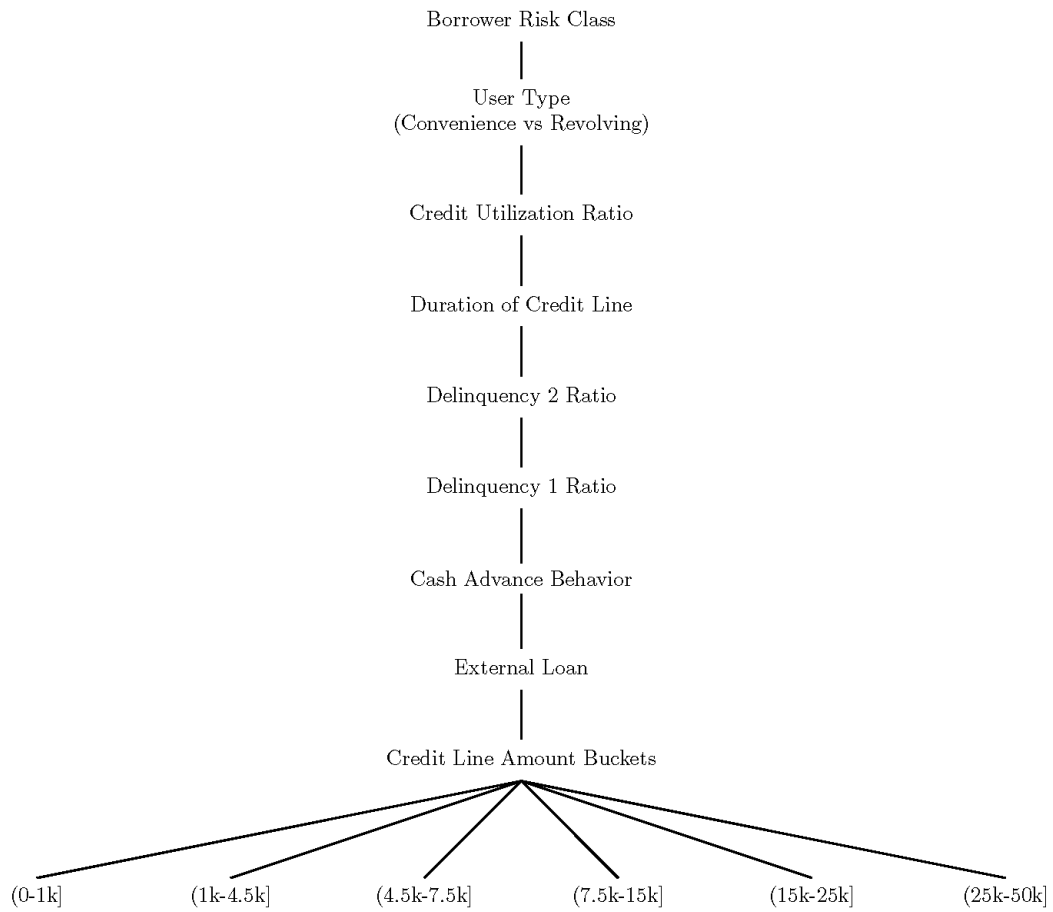 Borrower Risk Class
User Type
(Convenience vs Revolving)
Credit Utilization Ratio
Duration of Credit Line
Delinquency 2 Ratio
Delinquency 1 Ratio
Cash Advance Behavior
External Loan
Credit Line Amount Buckets
(0-1k] (1k-4.5k] (4.5k-7.5k] (7.5k-15k] (15k-25k] (25k-50k]